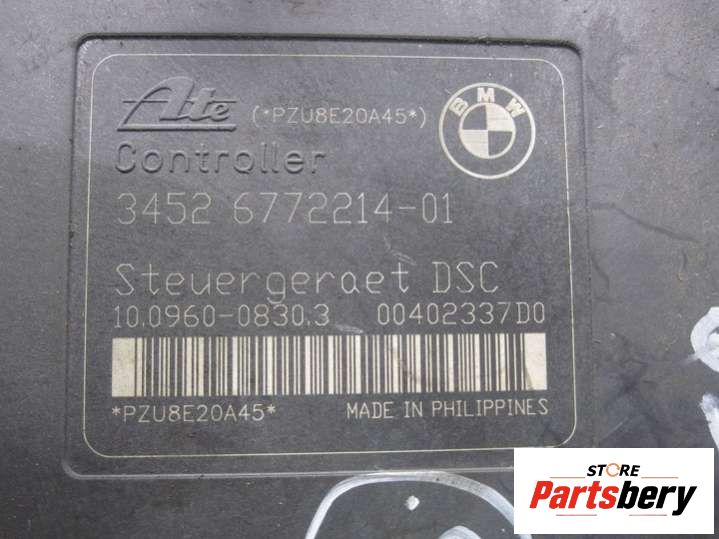 Ate (*PZU8E20A45*) BMW
Controller
3452 6772214-01
Steuergeraet DSC
10.0960-0830.3 00402337D0
*PZU8E20A45* MADE IN PHILIPPINES
STORE
Partsbery